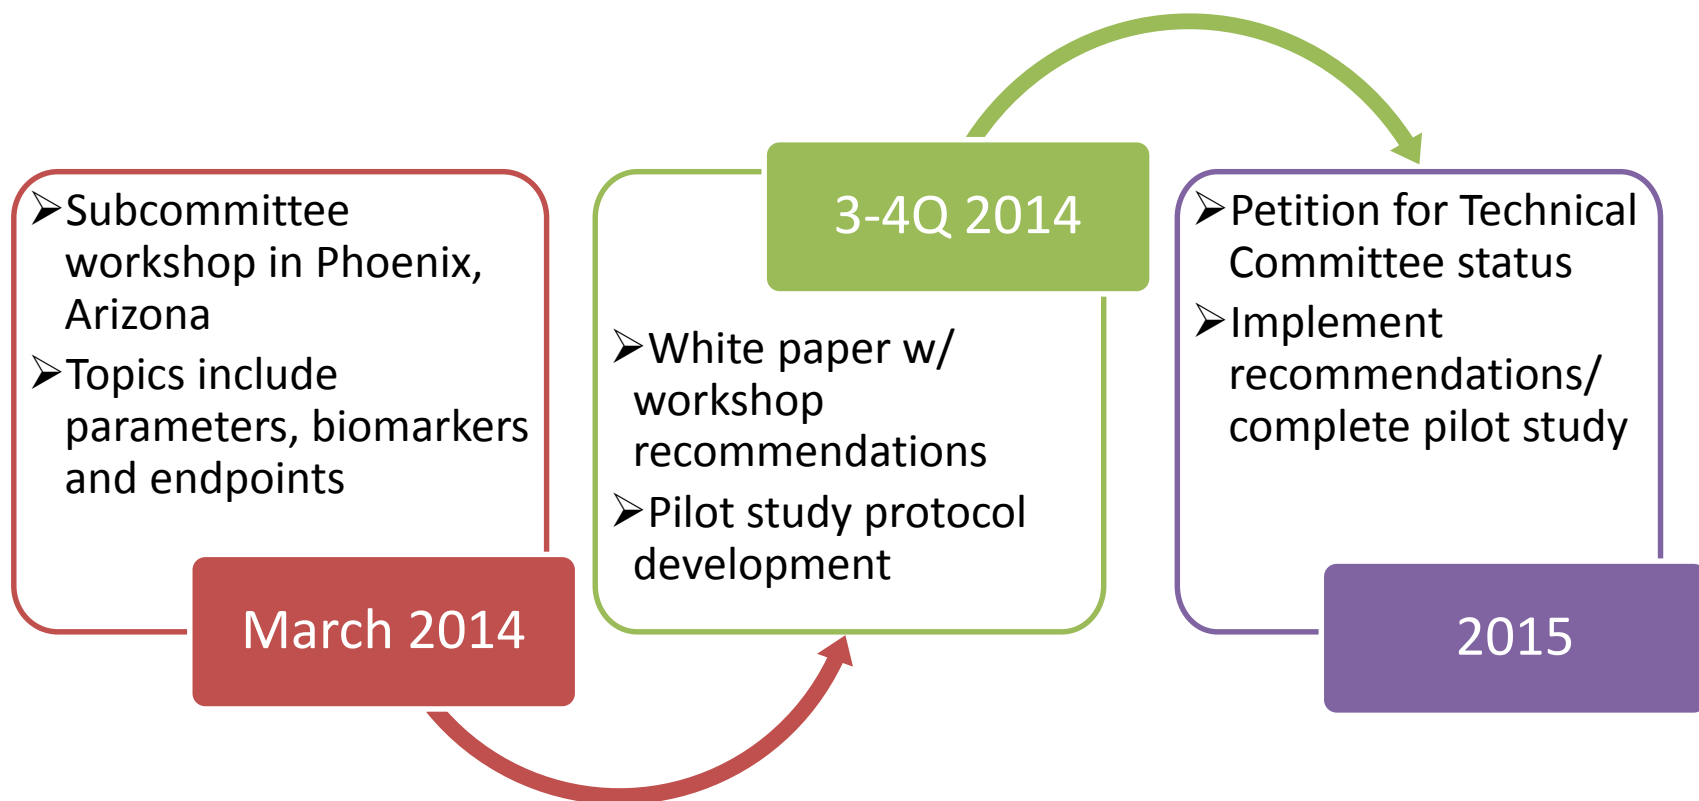 ➢Subcommittee
workshop in Phoenix,
Arizona
➢Topics include
parameters, biomarkers
and endpoints
March 2014
3-4Q 2014
➢White paper w/
workshop
recommendations
➢Pilot study protocol
development
➢Petition for Technical
Committee status
➢Implement
recommendations/
complete pilot study
2015